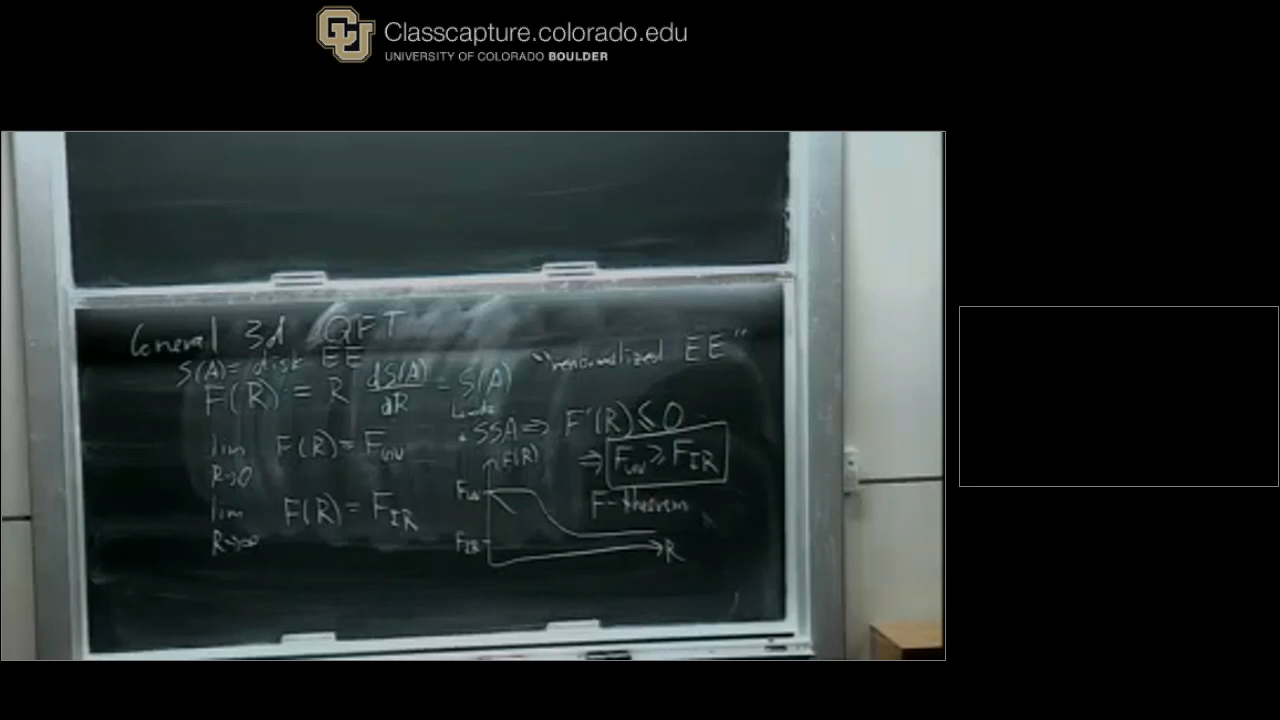 Classcapture.colorado.edu
UNIVERSITY OF COLORADO BOULDER
General 3d QFT
S(A) = disk EE
F(R) = R dS(A)/dR - S(A)
"renormalized EE"
lim R→0 F(R) = F_UV
lim R→∞ F(R) = F_IR
SSA ⇒ F'(R) ≤ 0
⇒ F_UV ≥ F_IR
F-theorem
F(R)
F_UV
F_IR
R